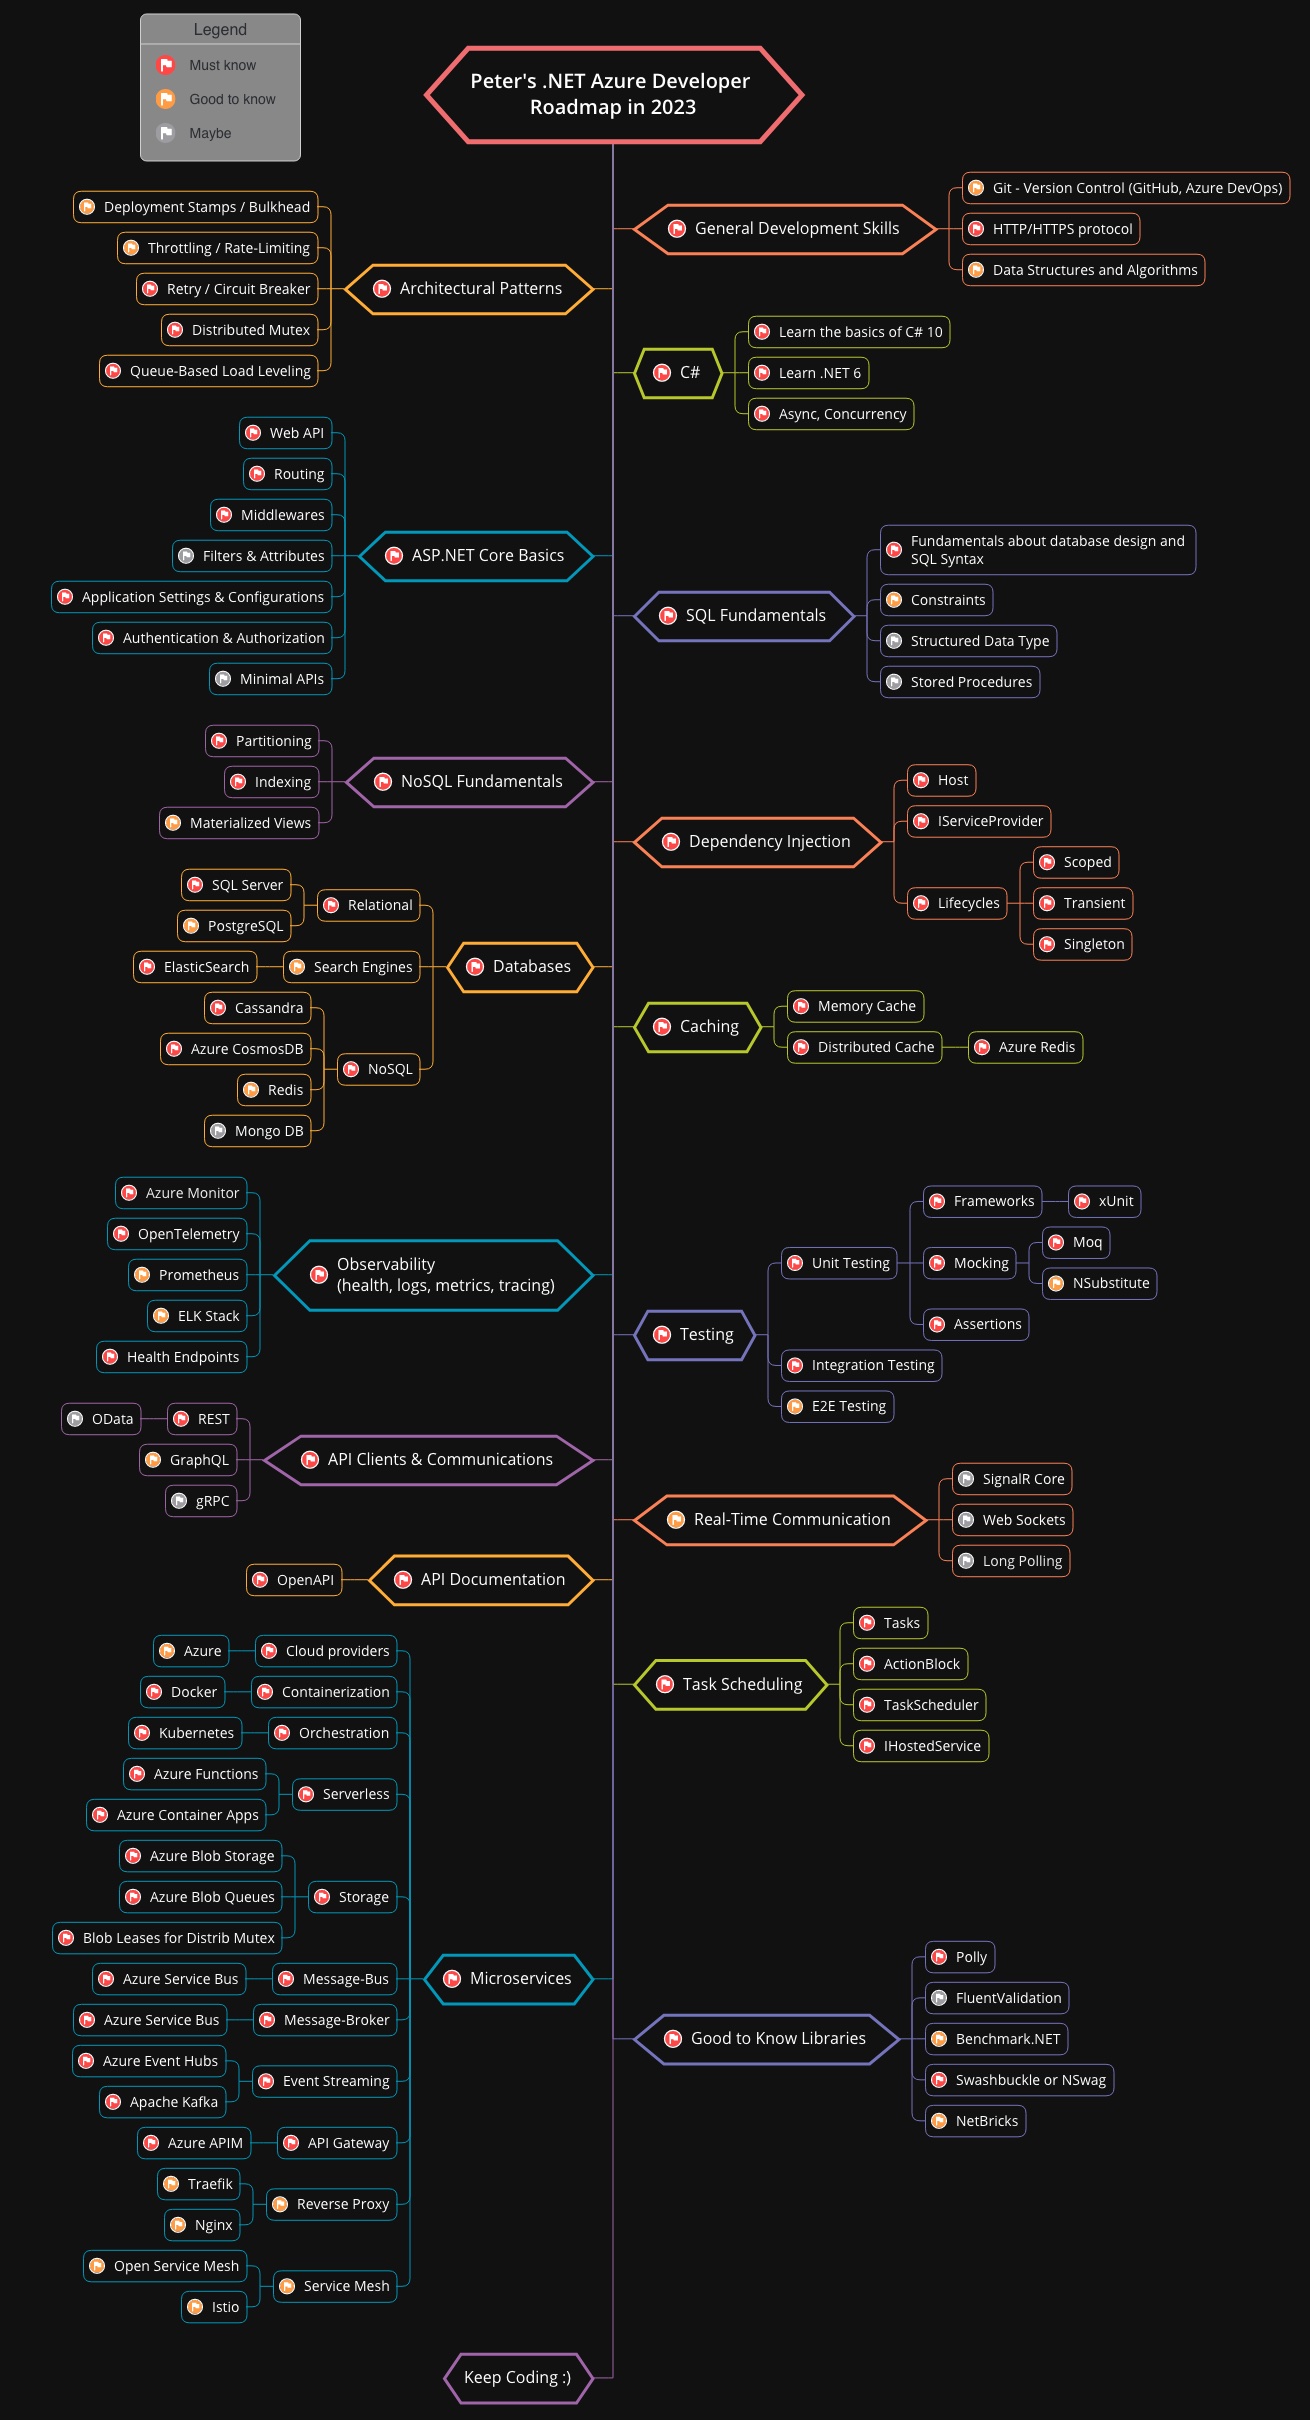 Legend
Must know
Good to know
Maybe
Peter's .NET Azure Developer
Roadmap in 2023
General Development Skills
Git - Version Control (GitHub, Azure DevOps)
HTTP/HTTPS protocol
Data Structures and Algorithms
Architectural Patterns
Deployment Stamps / Bulkhead
Throttling / Rate-Limiting
Retry / Circuit Breaker
Distributed Mutex
Queue-Based Load Leveling
C#
Learn the basics of C# 10
Learn .NET 6
Async, Concurrency
ASP.NET Core Basics
Web API
Routing
Middlewares
Filters & Attributes
Application Settings & Configurations
Authentication & Authorization
Minimal APIs
SQL Fundamentals
Fundamentals about database design and
SQL Syntax
Constraints
Structured Data Type
Stored Procedures
NoSQL Fundamentals
Partitioning
Indexing
Materialized Views
Dependency Injection
Host
IServiceProvider
Lifecycles
Scoped
Transient
Singleton
Databases
Relational
SQL Server
PostgreSQL
Search Engines
ElasticSearch
NoSQL
Cassandra
Azure CosmosDB
Redis
Mongo DB
Caching
Memory Cache
Distributed Cache
Azure Redis
Observability
(health, logs, metrics, tracing)
Azure Monitor
OpenTelemetry
Prometheus
ELK Stack
Health Endpoints
Testing
Unit Testing
Frameworks
xUnit
Mocking
Moq
NSubstitute
Assertions
Integration Testing
E2E Testing
API Clients & Communications
REST
OData
GraphQL
gRPC
Real-Time Communication
SignalR Core
Web Sockets
Long Polling
API Documentation
OpenAPI
Task Scheduling
Tasks
ActionBlock
TaskScheduler
IHostedService
Microservices
Cloud providers
Azure
Containerization
Docker
Orchestration
Kubernetes
Serverless
Azure Functions
Azure Container Apps
Storage
Azure Blob Storage
Azure Blob Queues
Blob Leases for Distrib Mutex
Message-Bus
Azure Service Bus
Message-Broker
Azure Service Bus
Event Streaming
Azure Event Hubs
Apache Kafka
API Gateway
Azure APIM
Reverse Proxy
Traefik
Nginx
Service Mesh
Open Service Mesh
Istio
Good to Know Libraries
Polly
FluentValidation
Benchmark.NET
Swashbuckle or NSwag
NetBricks
Keep Coding :)